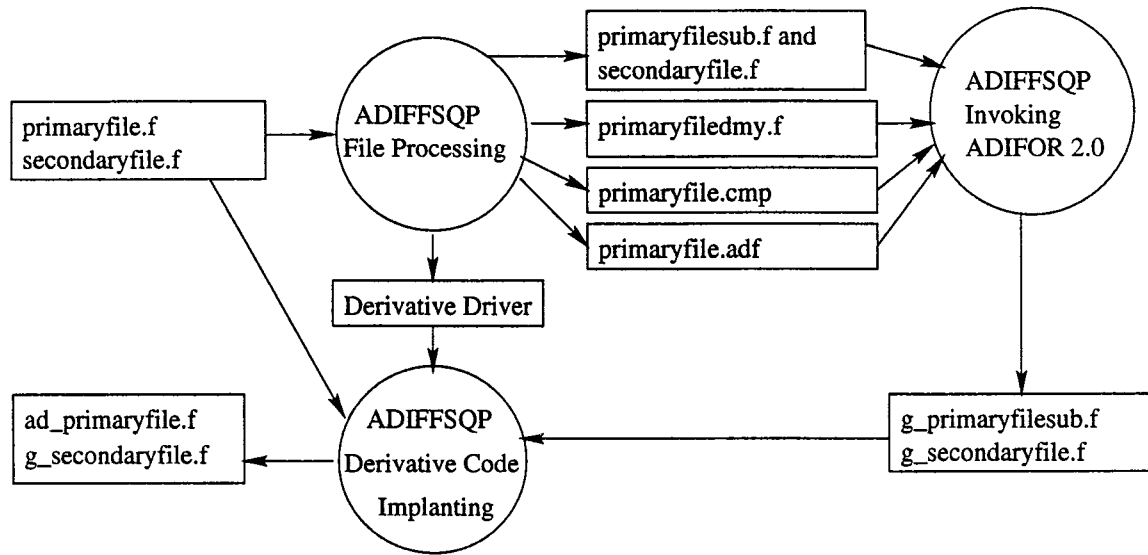 primaryfile.f
secondaryfile.f
ADIFFSQP
File Processing
primaryfilesub.f and
secondaryfile.f
primaryfiledmy.f
primaryfile.cmp
primaryfile.adf
ADIFFSQP
Invoking
ADIFOR 2.0
Derivative Driver
ad_primaryfile.f
g_secondaryfile.f
ADIFFSQP
Derivative Code
Implanting
g_primaryfilesub.f
g_secondaryfile.f